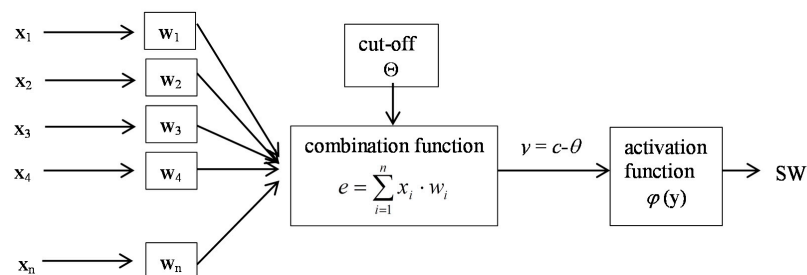 x1 w1
x2 w2
x3 w3
x4 w4
xn wn
cut-off
Θ
combination function
e = ∑_{i=1}^{n} x_i · w_i
y = c-θ
activation
function
φ (y)
SW